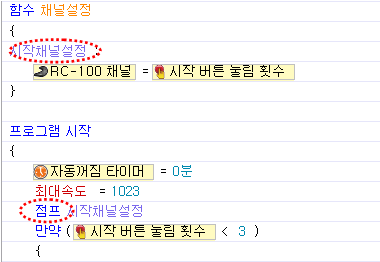 함수 채널설정
{
시작채널설정
RC-100 채널 = 시작 버튼 눌림 횟수
}
프로그램 시작
{
자동꺼짐 타이머 = 0분
최대속도 = 1023
점프 시작채널설정
만약 ( 시작 버튼 눌림 횟수 < 3 )
{